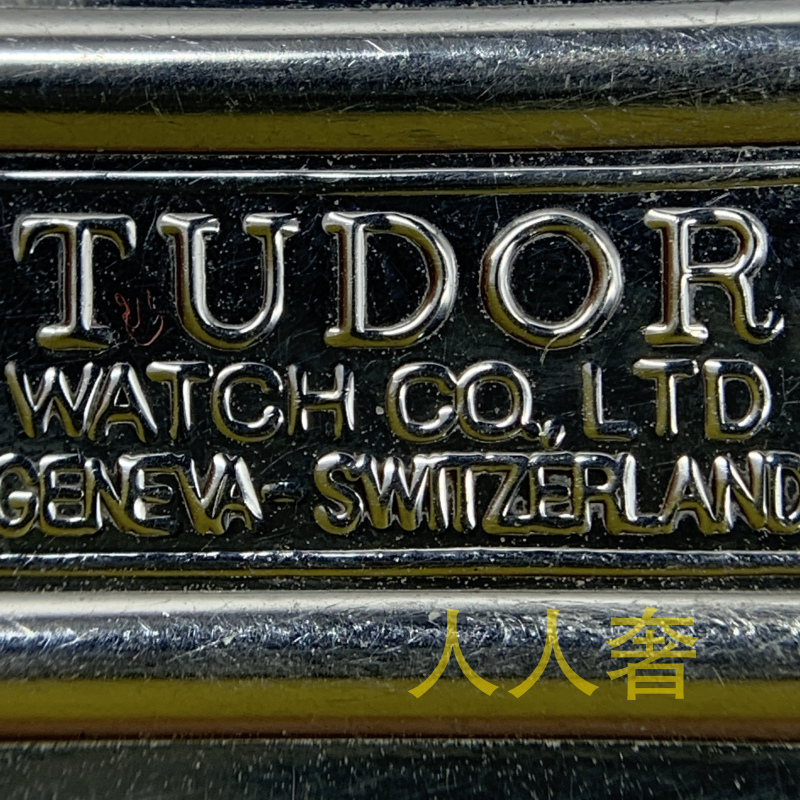 TUDOR
WATCH CO., LTD
GENEVA-SWITZERLAND
人人奢